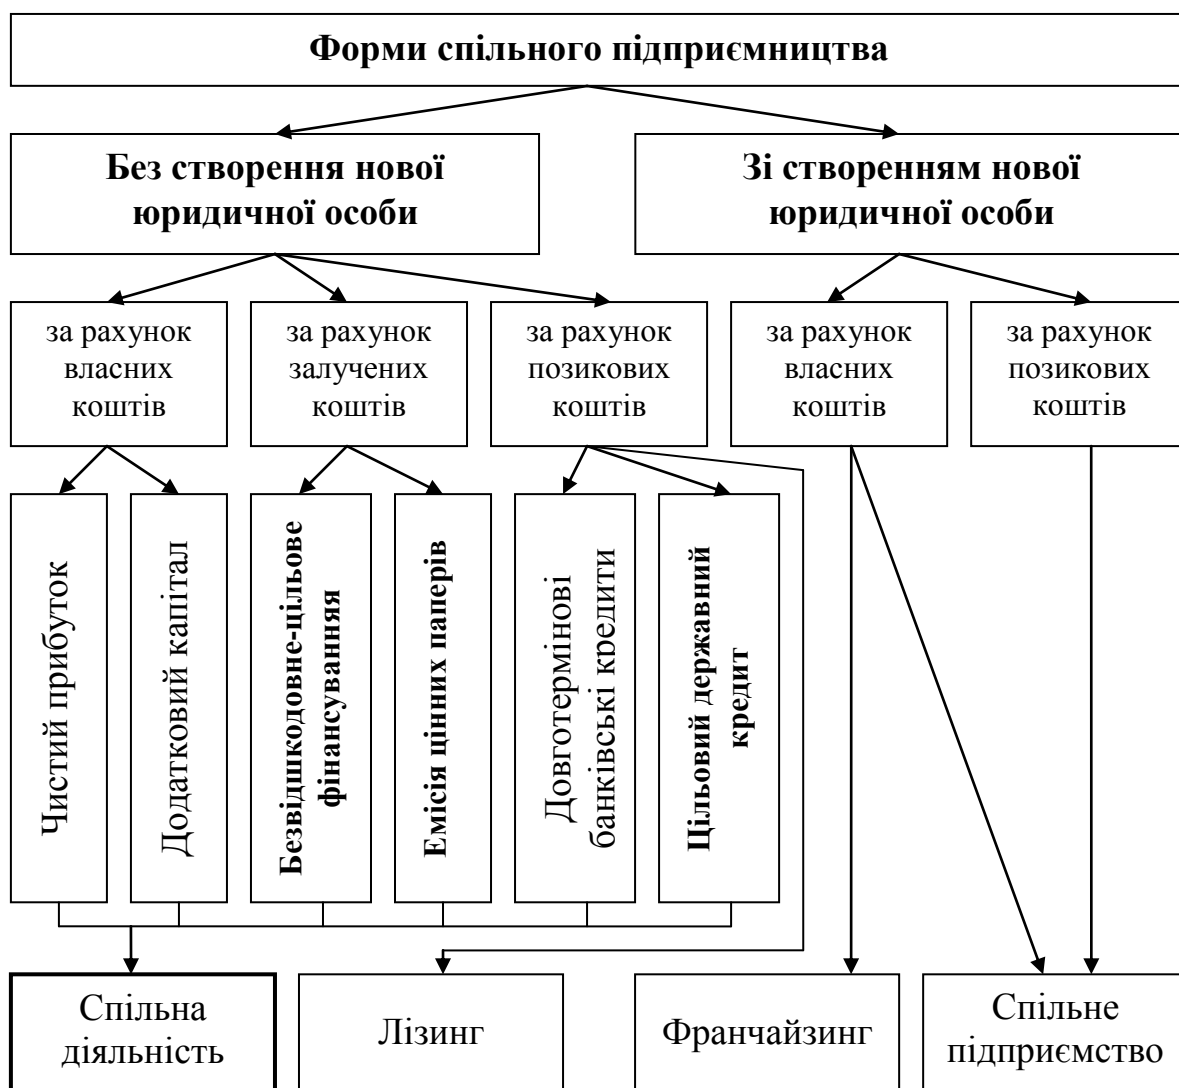 Форми спільного підприємництва
Без створення нової
юридичної особи
Зі створенням нової
юридичної особи
за рахунок
власних
коштів
за рахунок
залучених
коштів
за рахунок
позикових
коштів
за рахунок
власних
коштів
за рахунок
позикових
коштів
Чистий прибуток
Додатковий капітал
Безвідшкодовне-цільове
фінансуванняя
Емісія цінних паперів
Довготермінові
банківські кредити
Цільовий державний
кредит
Спільна
діяльність
Лізинг
Франчайзинг
Спільне
підприємство